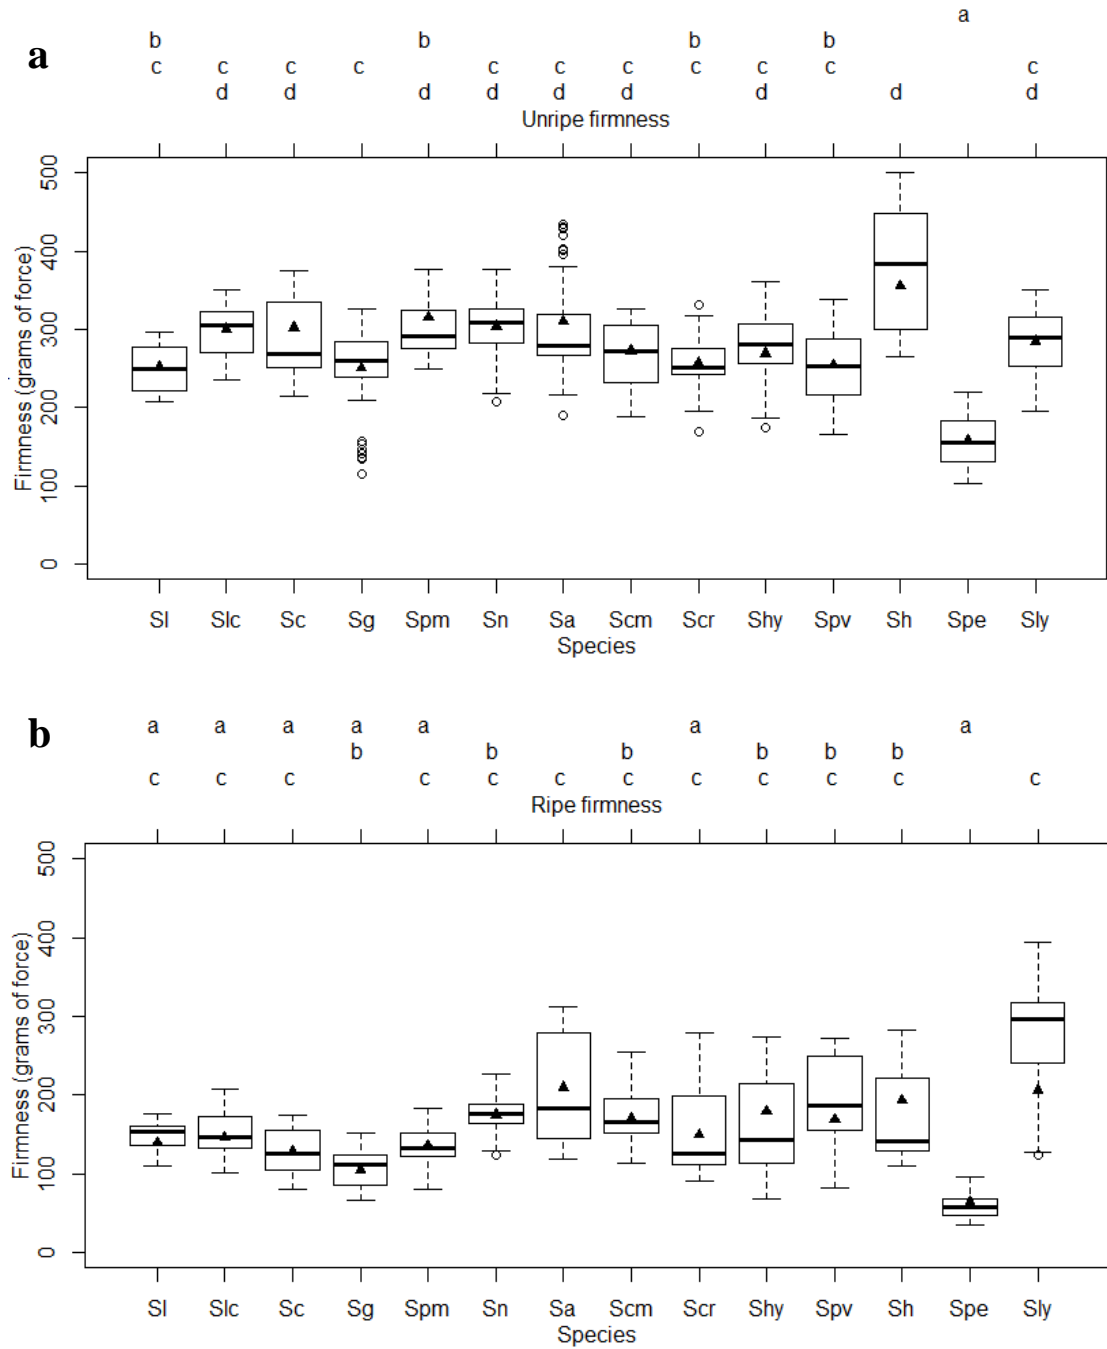 a
b b b b a
c c c c c c c c c c c c
d d d d d d d d d
Unripe firmness
Firmness (grams of force)
500
400
300
200
100
0
Sl Slc Sc Sg Spm Sn Sa Scm Scr Shy Spv Sh Spe Sly
Species
b
a a a a a a a
b b b b b b
c c c c c c c c c c c c
Ripe firmness
Firmness (grams of force)
500
400
300
200
100
0
Sl Slc Sc Sg Spm Sn Sa Scm Scr Shy Spv Sh Spe Sly
Species